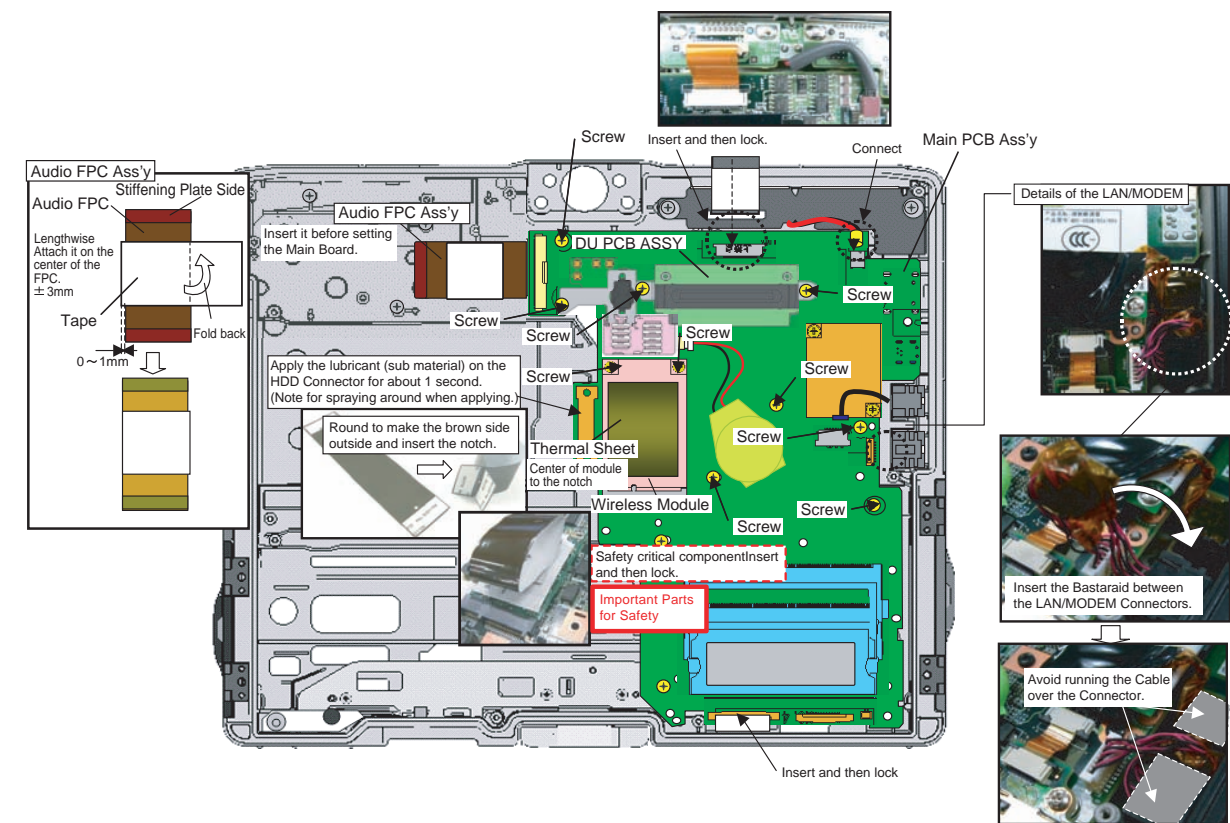 Audio FPC Ass'y
Stiffening Plate Side
Audio FPC
Lengthwise
Attach it on the
center of the
FPC.
±3mm
Tape
Fold back
0～1mm
Screw
Insert and then lock.
Connect
Main PCB Ass'y
Audio FPC Ass'y
Insert it before setting
the Main Board.
DU PCB ASSY
Screw
Screw
Screw
Screw
Screw
Screw
Screw
Screw
Screw
Apply the lubricant (sub material) on the
HDD Connector for about 1 second.
(Note for spraying around when applying.)
Round to make the brown side
outside and insert the notch.
Thermal Sheet
Center of module
to the notch
Wireless Module
Safety critical componentInsert
and then lock.
Important Parts
for Safety
Insert and then lock
Details of the LAN/MODEM
CCC
Insert the Bastaraid between
the LAN/MODEM Connectors.
Avoid running the Cable
over the Connector.